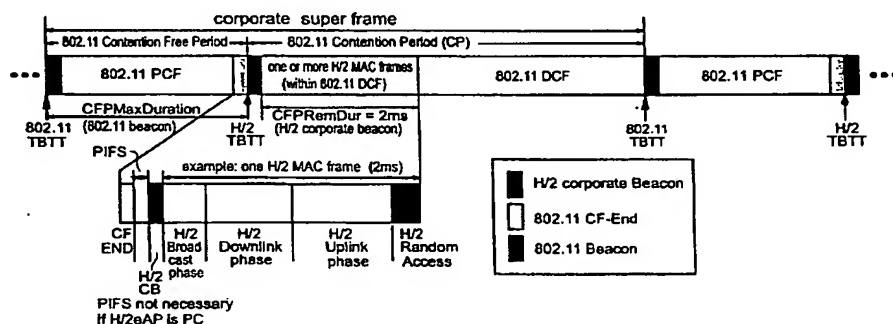 corporate super frame
802.11 Contention Free Period
802.11 Contention Period (CP)
802.11 PCF
one or more H/2 MAC frames
(within 802.11 DCF)
802.11 DCF
802.11 PCF
CFPMaxDuration
(802.11 beacon)
CFPRemDur = 2ms
(H/2 corporate beacon)
802.11
TBTT
H/2
TBTT
802.11
TBTT
H/2
TBTT
PIFS
example: one H/2 MAC frame (2ms)
CF
END
H/2
CB
H/2
Broad
cast
phase
H/2
Downlink
phase
H/2
Uplink
phase
H/2
Random
Access
PIFS not necessary
if H/2eAP is PC
H/2 corporate Beacon
802.11 CF-End
802.11 Beacon